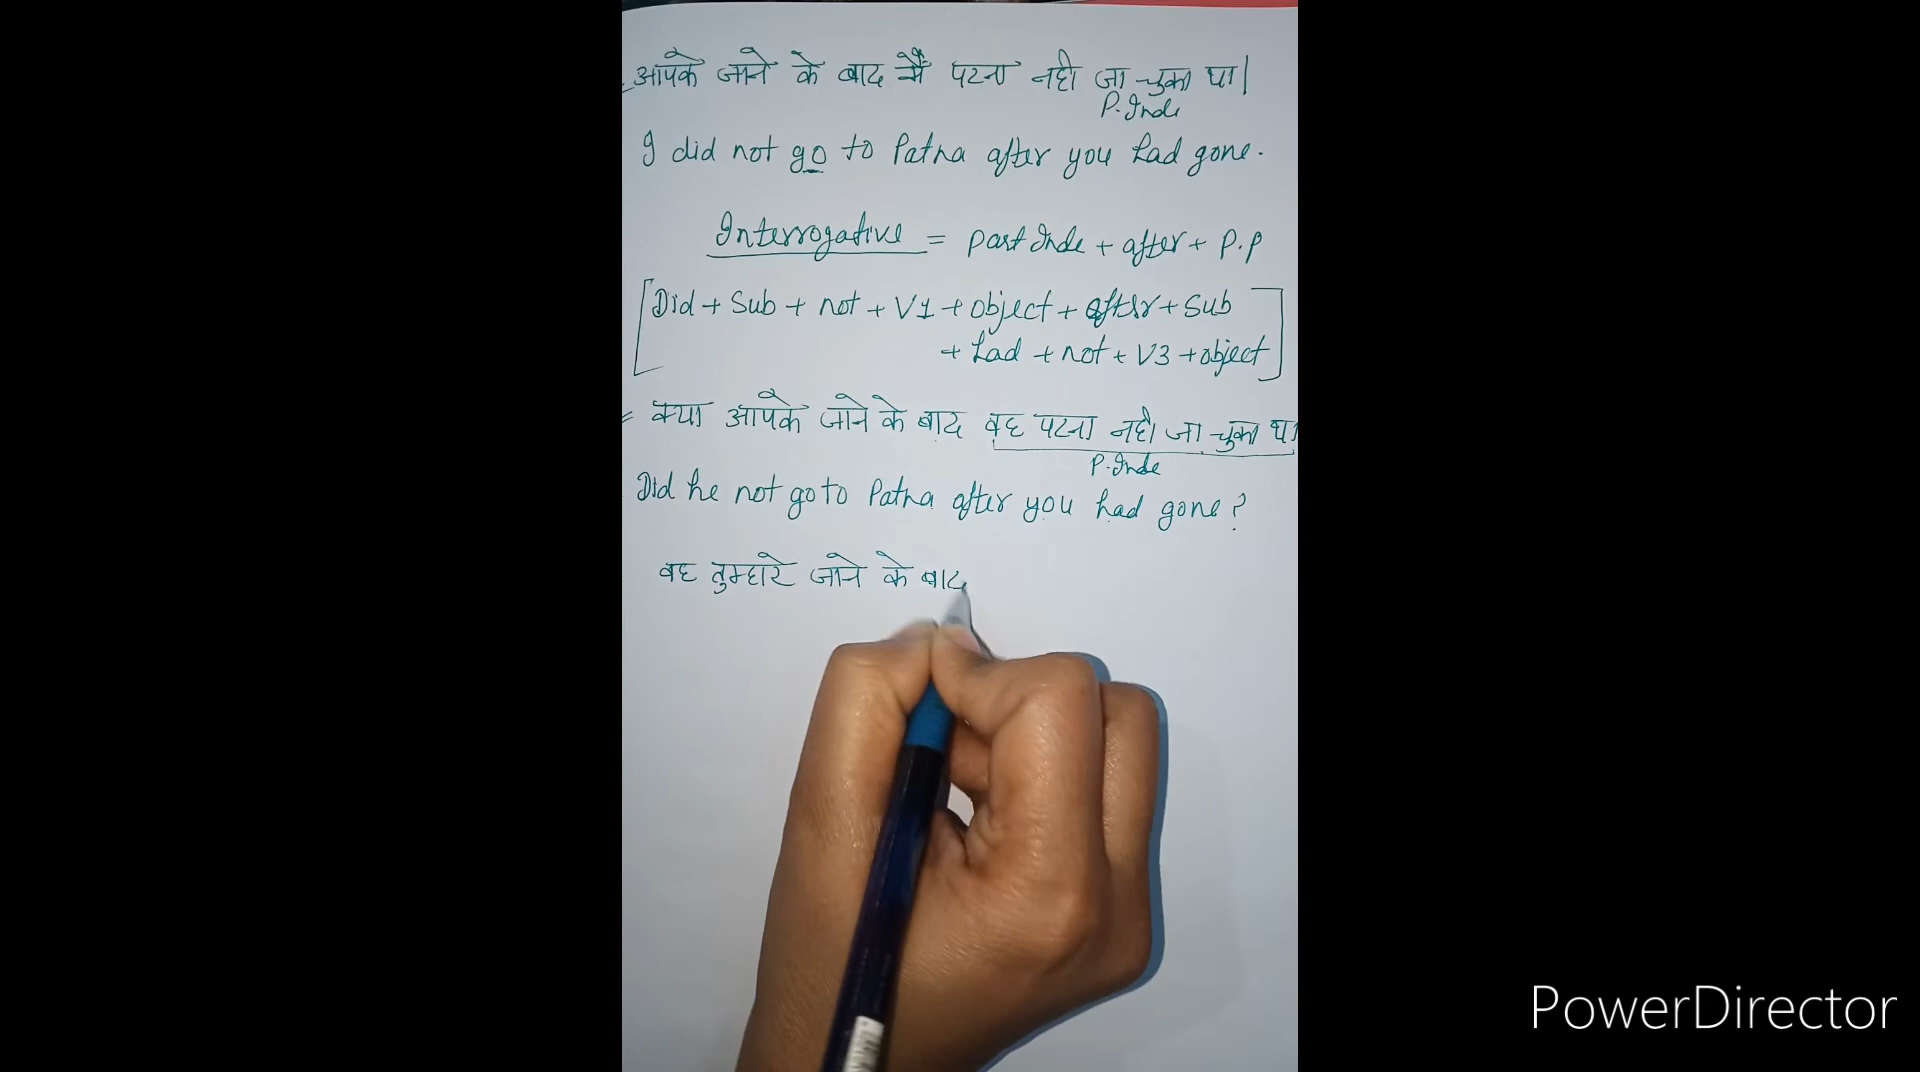 आपके जाने के बाद मैं पटना नही जा चुका था|
P. Inde
I did not go to Patna after you had gone.
Interrogative = Past Inde + after + P.P
[Did + Sub + not + V1 + object + after + Sub
+ had + not + V3 + object]
= क्या आपके जाने के बाद वह पटना नही जा चुका था
P. Inde
Did he not go to Patna after you had gone?
वह तुम्हारे जाने के बाद
PowerDirector